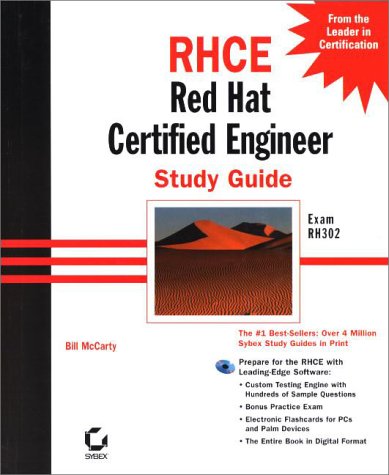 From the
Leader in
Certification
RHCE
Red Hat
Certified Engineer
Study Guide
Exam
RH302
The #1 Best-Sellers: Over 4 Million
Sybex Study Guides in Print
Bill McCarty
Prepare for the RHCE with
Leading-Edge Software:
• Custom Testing Engine with
Hundreds of Sample Questions
• Bonus Practice Exam
• Electronic Flashcards for PCs
and Palm Devices
• The Entire Book in Digital Format
SYBEX